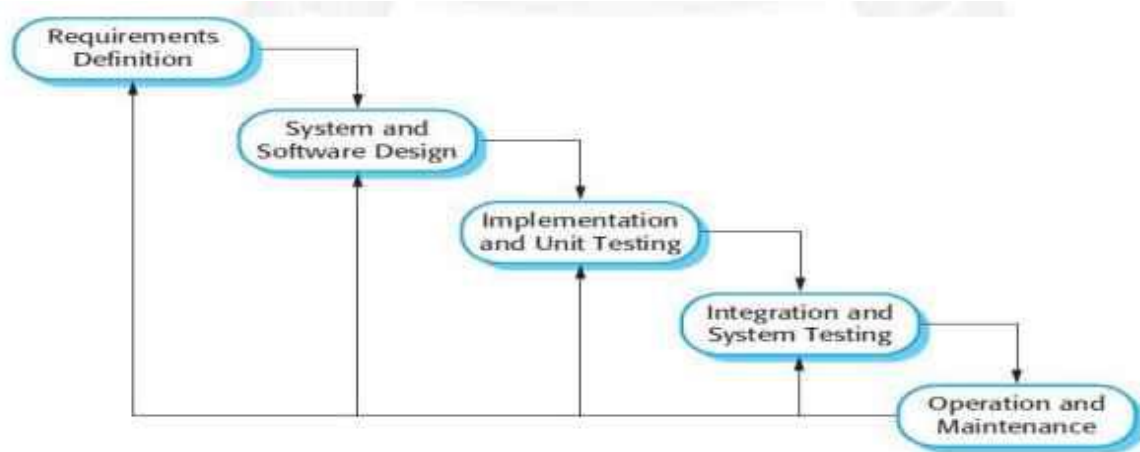 Requirements
Definition
System and
Software Design
Implementation
and Unit Testing
Integration and
System Testing
Operation and
Maintenance